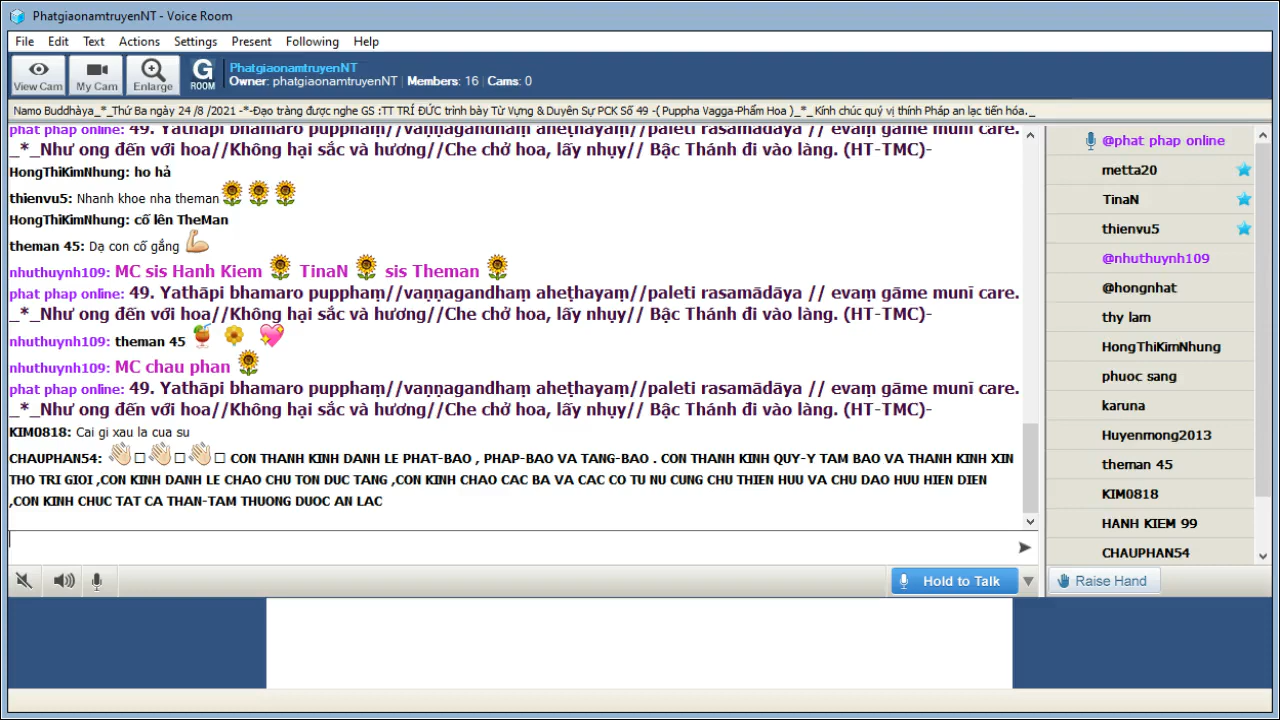 PhatgiaonamtruyenNT - Voice Room
File Edit Text Actions Settings Present Following Help
View Cam My Cam Enlarge G ROOM
PhatgiaonamtruyenNT
Owner: phatgiaonamtruyenNT | Members: 16 | Cams: 0
Namo Buddhàya_*_Thứ Ba ngày 24 /8 /2021 -*-Đạo tràng được nghe GS :TT TRÍ ĐỨC trình bày Từ Vựng & Duyên Sự PCK Số 49 -( Puppha Vagga-Phẩm Hoa )_*_Kính chúc quý vị thính Pháp an lạc tiến hóa._
phat phap online: 49. Yathāpi bhamaro pupphaṃ//vaṇṇagandhaṃ aheṭhayaṃ//paleti rasamādāya // evaṃ gāme munī care.
_*_Như ong đến với hoa//Không hại sắc và hương//Che chở hoa, lấy nhụy// Bậc Thánh đi vào làng. (HT-TMC)-
HongThiKimNhung: ho hả
thienvu5: Nhanh khoe nha theman
HongThiKimNhung: cố lên TheMan
theman 45: Dạ con cố gắng
nhuthuynh109: MC sis Hanh Kiem TinaN sis Theman
phat phap online: 49. Yathāpi bhamaro pupphaṃ//vaṇṇagandhaṃ aheṭhayaṃ//paleti rasamādāya // evaṃ gāme munī care.
_*_Như ong đến với hoa//Không hại sắc và hương//Che chở hoa, lấy nhụy// Bậc Thánh đi vào làng. (HT-TMC)-
nhuthuynh109: theman 45
nhuthuynh109: MC chau phan
phat phap online: 49. Yathāpi bhamaro pupphaṃ//vaṇṇagandhaṃ aheṭhayaṃ//paleti rasamādāya // evaṃ gāme munī care.
_*_Như ong đến với hoa//Không hại sắc và hương//Che chở hoa, lấy nhụy// Bậc Thánh đi vào làng. (HT-TMC)-
KIM0818: Cai gi xau la cua su
CHAUPHAN54: CON THANH KINH DANH LE PHAT-BAO , PHAP-BAO VA TANG-BAO . CON THANH KINH QUY-Y TAM BAO VA THANH KINH XIN
THO TRI GIOI ,CON KINH DANH LE CHAO CHU TON DUC TANG ,CON KINH CHAO CAC BA VA CAC CO TU NU CUNG CHU THIEN HUU VA CHU DAO HUU HIEN DIEN
,CON KINH CHUC TAT CA THAN-TAM THUONG DUOC AN LAC
Hold to Talk
@phat phap online
metta20
TinaN
thienvu5
@nhuthuynh109
@hongnhat
thy lam
HongThiKimNhung
phuoc sang
karuna
Huyenmong2013
theman 45
KIM0818
HANH KIEM 99
CHAUPHAN54
Raise Hand